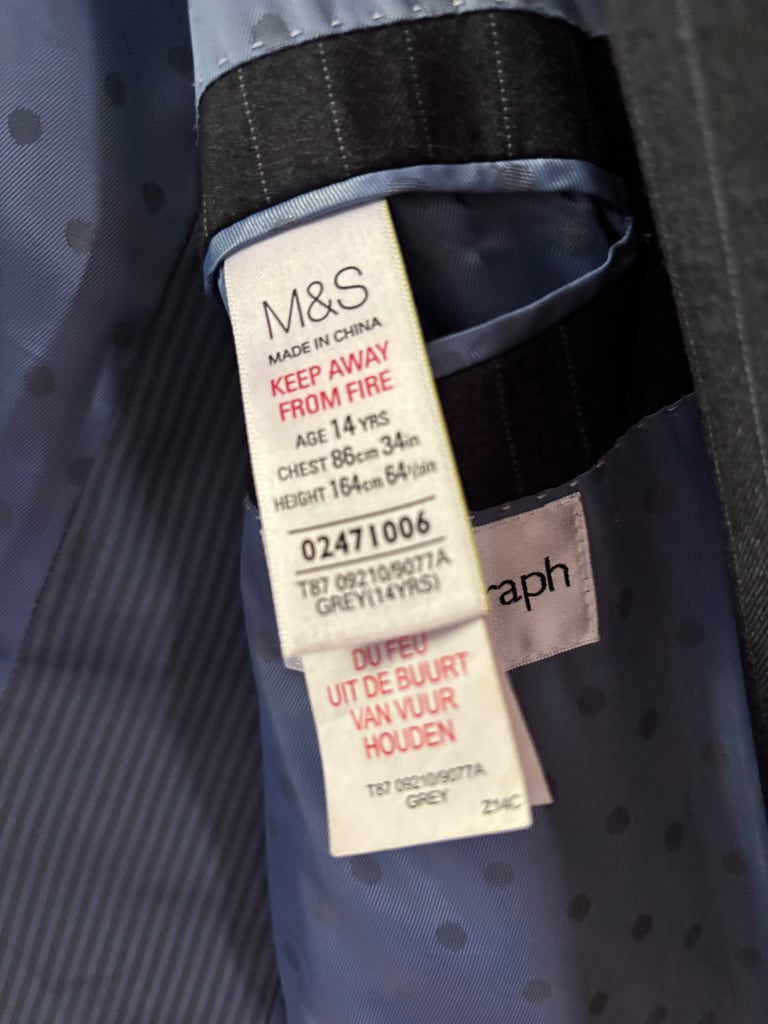 M&S
MADE IN CHINA
KEEP AWAY
FROM FIRE
AGE 14 YRS
CHEST 86cm 34in
HEIGHT 164cm 64½in
02471006
T87 09210/9077A
GREY(14YRS)
raph
DU FEU
UIT DE BUURT
VAN VUUR
HOUDEN
T87 09210/9077A
GREY
Z14C